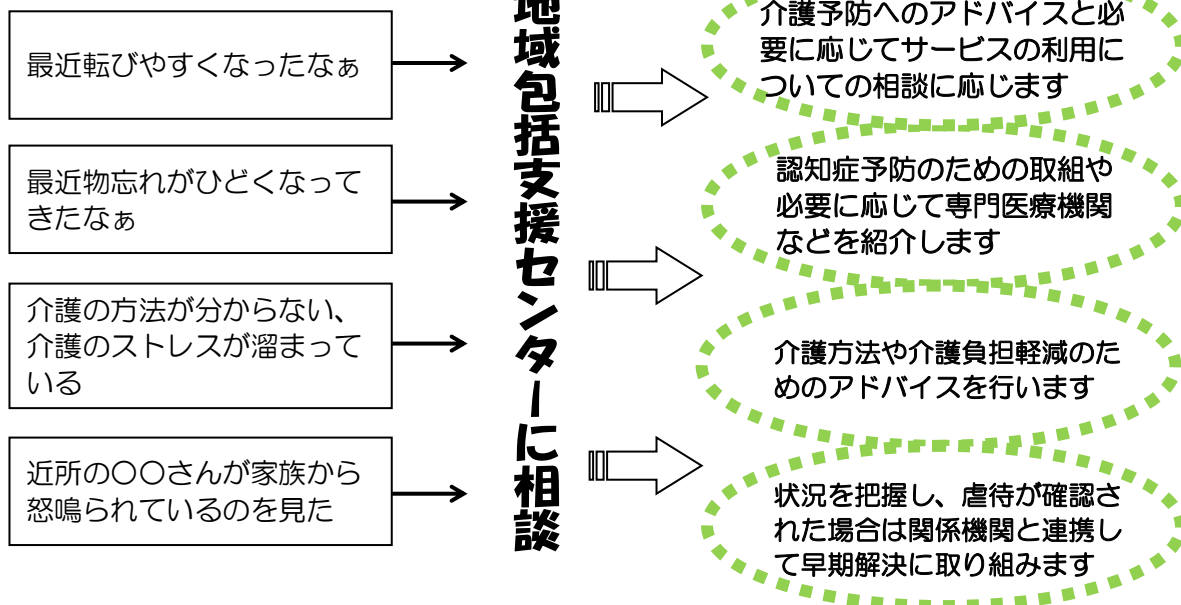 最近転びやすくなったなぁ
最近物忘れがひどくなって
きたなぁ
介護の方法が分からない、
介護のストレスが溜まって
いる
近所の〇〇さんが家族から
怒鳴られているのを見た
地域包括支援センターに相談
介護予防へのアドバイスと必
要に応じてサービスの利用に
ついての相談に応じます
認知症予防のための取組や
必要に応じて専門医療機関
などを紹介します
介護方法や介護負担軽減のた
めのアドバイスを行います
状況を把握し、虐待が確認さ
れた場合は関係機関と連携し
て早期解決に取り組みます